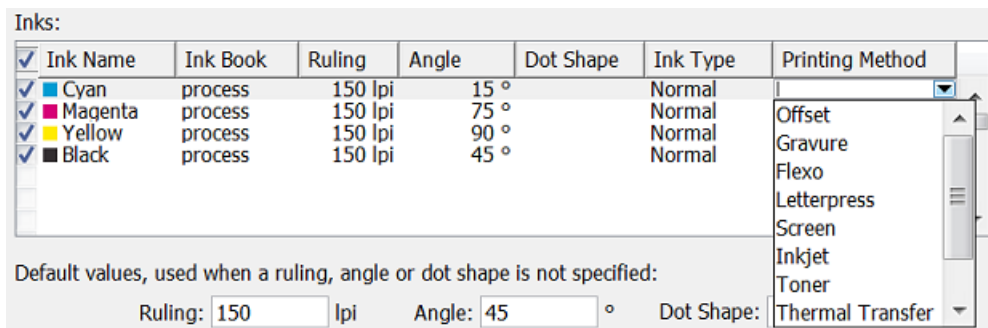 Inks:
Ink Name Ink Book Ruling Angle Dot Shape Ink Type Printing Method
Cyan process 150 lpi 15 ° Normal
Magenta process 150 lpi 75 ° Normal Offset
Yellow process 150 lpi 90 ° Normal Gravure
Black process 150 lpi 45 ° Normal Flexo
Letterpress
Screen
Inkjet
Default values, used when a ruling, angle or dot shape is not specified:
Toner
Ruling: 150 lpi Angle: 45 ° Dot Shape: Thermal Transfer